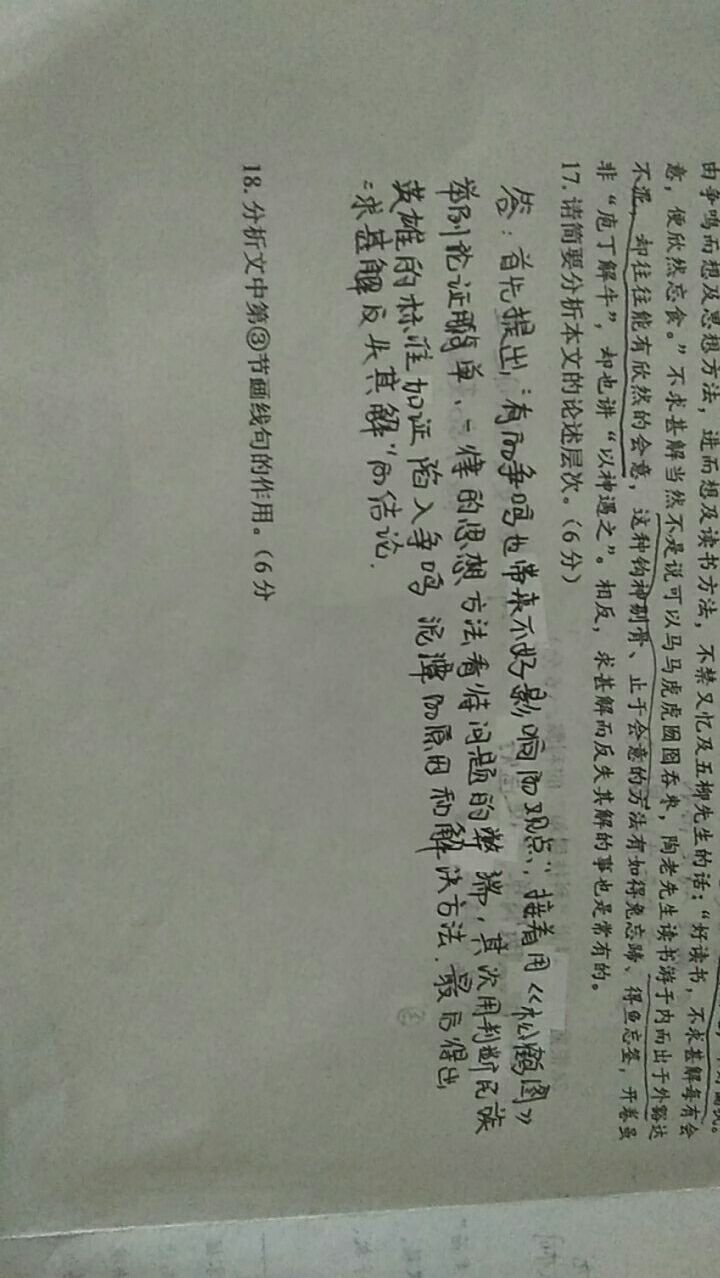 由争鸣而想及思想方法，进而想及读书方法，不禁又忆及五柳先生的话：“好读书，不求甚解每有会
意，便欣然忘食。”不求甚解当然不是说可以马马虎虎囫囵吞枣，陶老先生读书游于内而出于外豁达
不泥，却往往能有欣然的会意，这种钩神剔骨、止于会意的方法有如得兔忘蹄、得鱼忘筌，开卷虽
非“庖丁解牛”，却也讲“以神遇之”。相反，求甚解而反失其解的事也是常有的。
17. 请简要分析本文的论述层次。（6分）
答：首先提出，有的争鸣也带来不好影响的观点；接着用《松鹤图》
举例论证 简单、一律的思想方法看待问题的弊端，其次用判断民族
英雄的标准加证陷入争鸣泥潭的原因和解决方法．最后得出
“求甚解反失其解”的结论．
18. 分析文中第③节画线句的作用。（6分